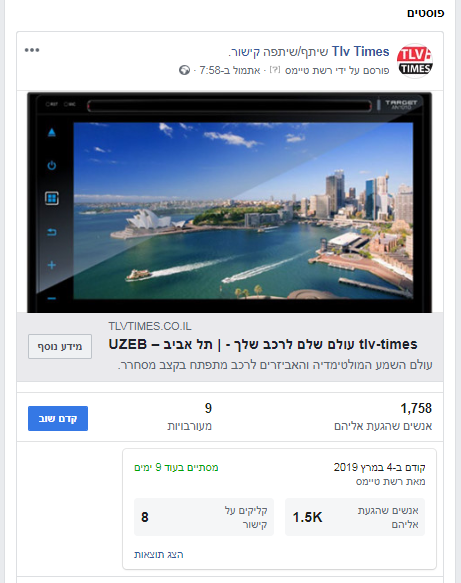 פוסטים
Tlv Times שיתף/שיתפה קישור.
פורסם על ידי רשת טיימס [?] · אתמול ב-7:58 ·
TLV
TIMES
TARGET
TLVTIMES.CO.IL
tlv-times עולם שלם לרכב שלך - | תל אביב – UZEB
עולם השמע המולטימדיה והאביזרים לרכב מתפתח בקצב מסחרר.
מידע נוסף
1,758
אנשים שהגעת אליהם
9
מעורבויות
קדם שוב
קודם ב-4 במרץ 2019
מאת רשת טיימס
מסתיים בעוד 9 ימים
אנשים שהגעת אליהם
1.5K
קליקים על קישור
8
הצג תוצאות